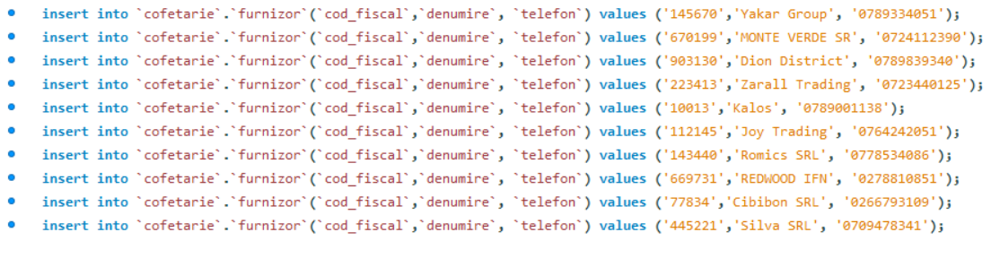 insert into `cofetarie`.`furnizor`(`cod_fiscal`,`denumire`, `telefon`) values ('145670','Yakar Group', '0789334051');
insert into `cofetarie`.`furnizor`(`cod_fiscal`,`denumire`, `telefon`) values ('670199','MONTE VERDE SR', '0724112390');
insert into `cofetarie`.`furnizor`(`cod_fiscal`,`denumire`, `telefon`) values ('903130','Dion District', '0789839340');
insert into `cofetarie`.`furnizor`(`cod_fiscal`,`denumire`, `telefon`) values ('223413','Zarall Trading', '0723440125');
insert into `cofetarie`.`furnizor`(`cod_fiscal`,`denumire`, `telefon`) values ('10013','Kalos', '0789001138');
insert into `cofetarie`.`furnizor`(`cod_fiscal`,`denumire`, `telefon`) values ('112145','Joy Trading', '0764242051');
insert into `cofetarie`.`furnizor`(`cod_fiscal`,`denumire`, `telefon`) values ('143440','Romics SRL', '0778534086');
insert into `cofetarie`.`furnizor`(`cod_fiscal`,`denumire`, `telefon`) values ('669731','REDWOOD IFN', '0278810851');
insert into `cofetarie`.`furnizor`(`cod_fiscal`,`denumire`, `telefon`) values ('77834','Cibibon SRL', '0266793109');
insert into `cofetarie`.`furnizor`(`cod_fiscal`,`denumire`, `telefon`) values ('445221','Silva SRL', '0709478341');